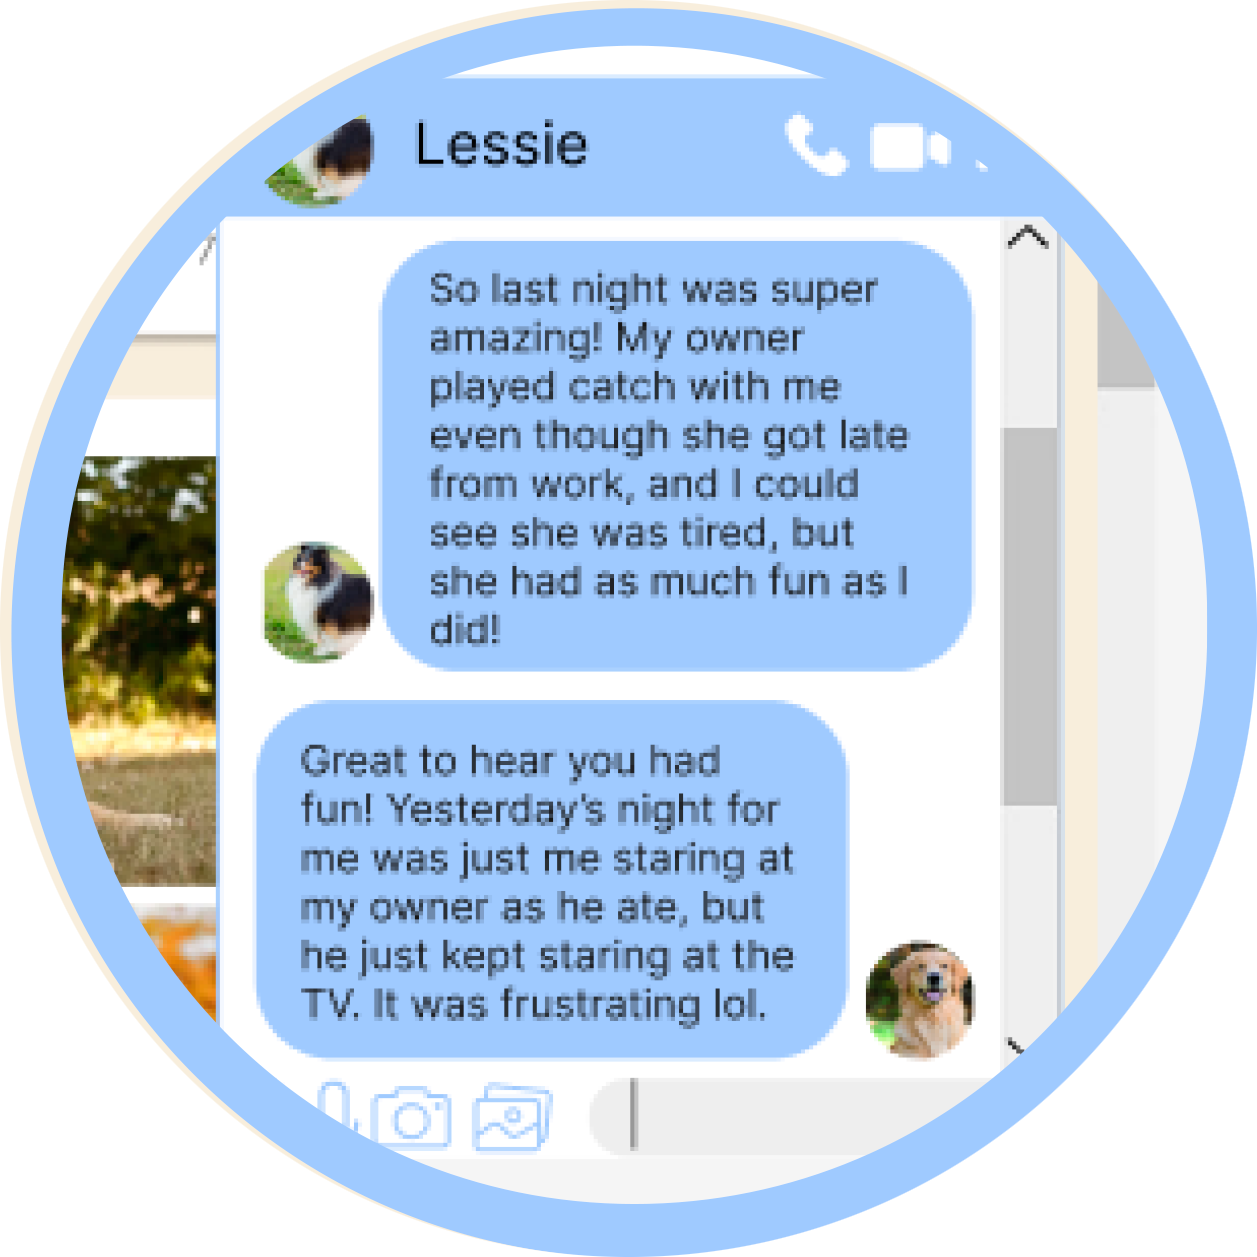 Lessie
So last night was super
amazing! My owner
played catch with me
even though she got late
from work, and I could
see she was tired, but
she had as much fun as I
did!
Great to hear you had
fun! Yesterday's night for
me was just me staring at
my owner as he ate, but
he just kept staring at the
TV. It was frustrating lol.